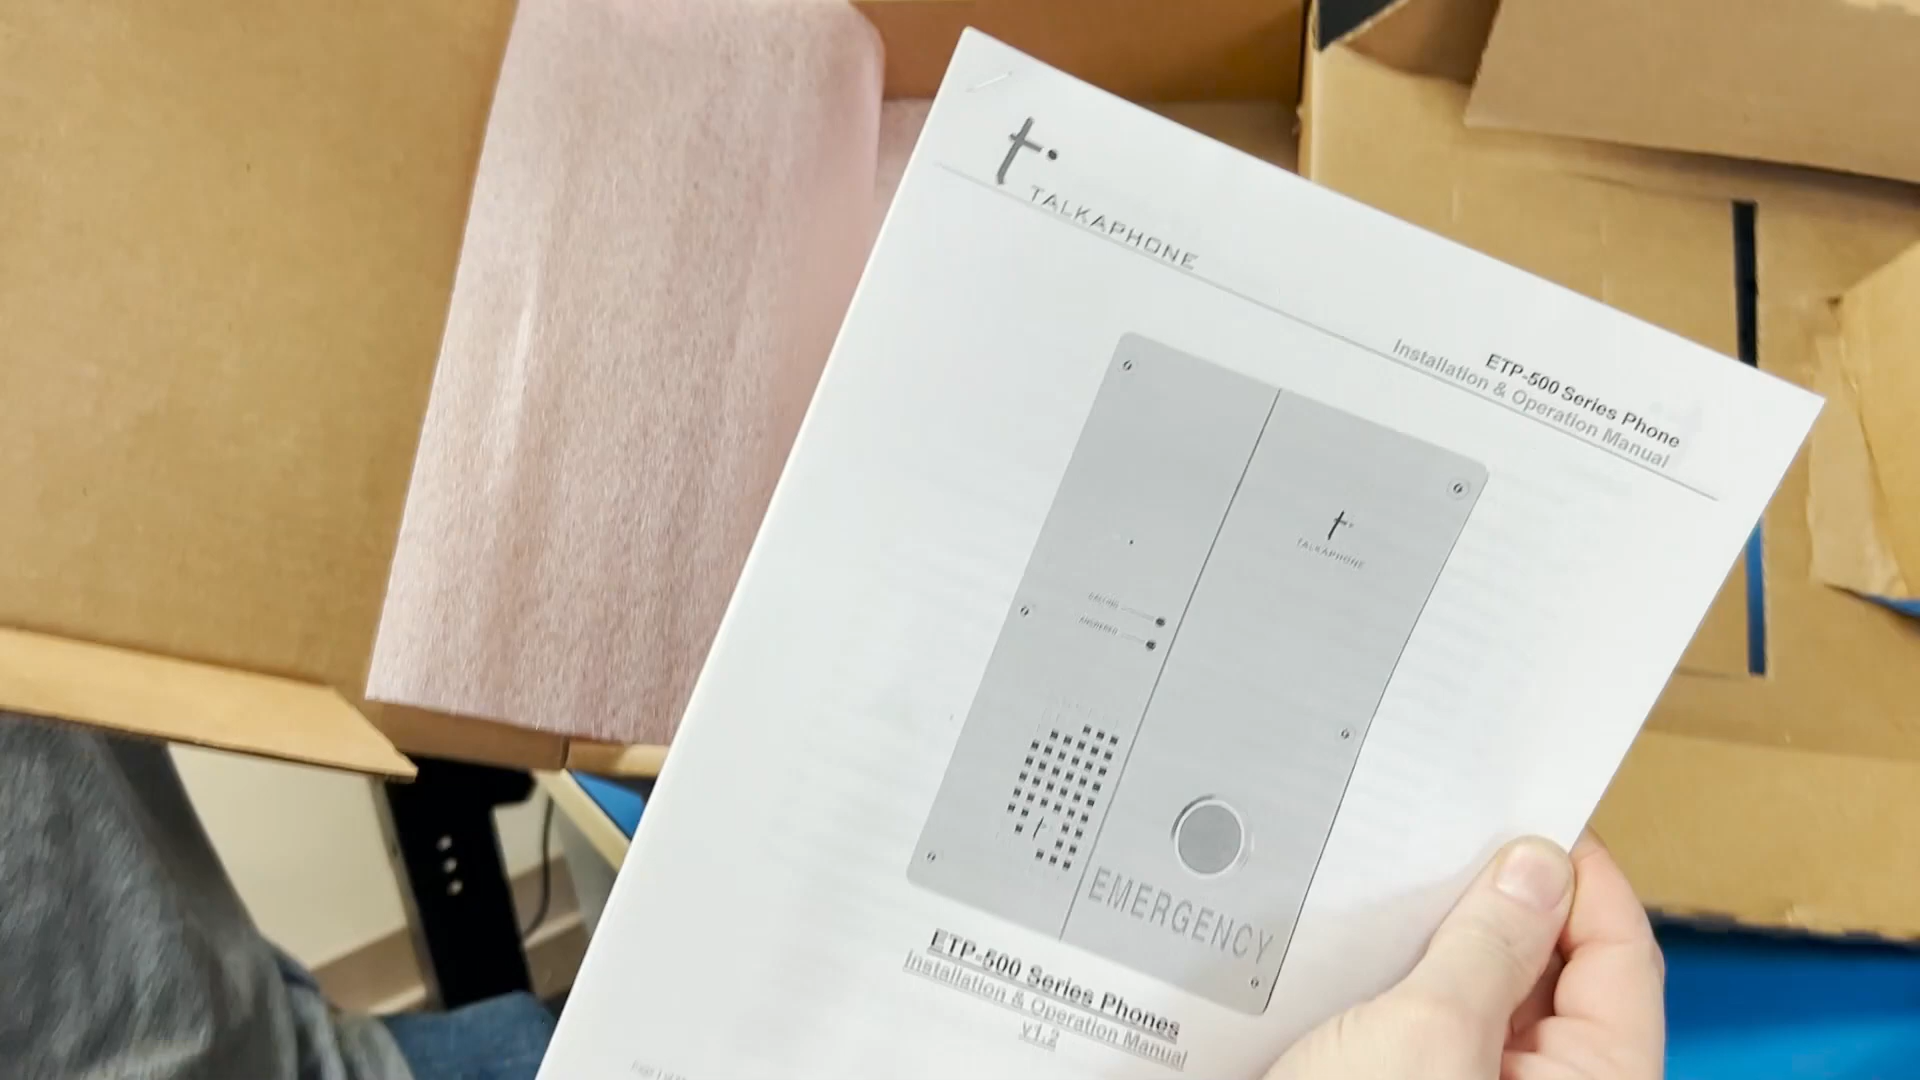 t.
TALKAPHONE
ETP-500 Series Phone
Installation & Operation Manual
t.
TALKAPHONE
CALLING
ANSWERED
EMERGENCY
ETP-500 Series Phones
Installation & Operation Manual
v1.2